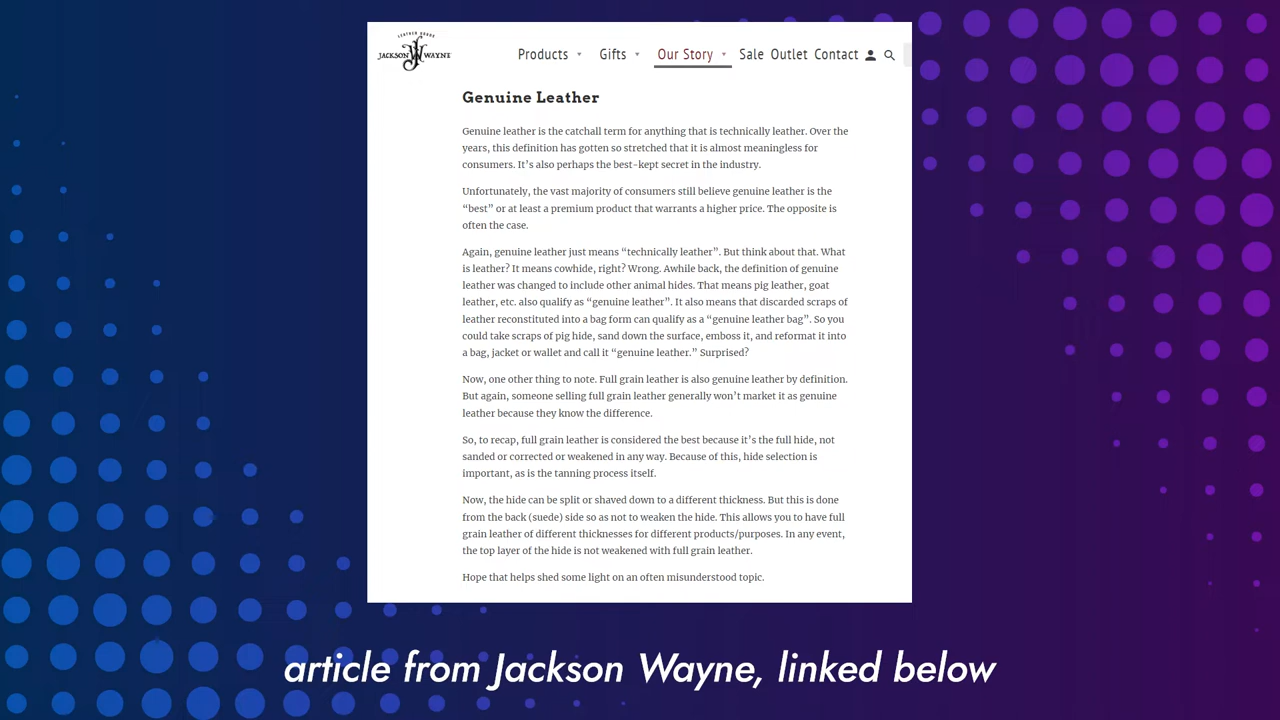 LEATHER GOODS
JACKSON WAYNE
Products Gifts Our Story Sale Outlet Contact
Genuine Leather
Genuine leather is the catchall term for anything that is technically leather. Over the
years, this definition has gotten so stretched that it is almost meaningless for
consumers. It’s also perhaps the best-kept secret in the industry.
Unfortunately, the vast majority of consumers still believe genuine leather is the
“best” or at least a premium product that warrants a higher price. The opposite is
often the case.
Again, genuine leather just means “technically leather”. But think about that. What
is leather? It means cowhide, right? Wrong. Awhile back, the definition of genuine
leather was changed to include other animal hides. That means pig leather, goat
leather, etc. also qualify as “genuine leather”. It also means that discarded scraps of
leather reconstituted into a bag form can qualify as a “genuine leather bag”. So you
could take scraps of pig hide, sand down the surface, emboss it, and reformat it into
a bag, jacket or wallet and call it “genuine leather.” Surprised?
Now, one other thing to note. Full grain leather is also genuine leather by definition.
But again, someone selling full grain leather generally won’t market it as genuine
leather because they know the difference.
So, to recap, full grain leather is considered the best because it’s the full hide, not
sanded or corrected or weakened in any way. Because of this, hide selection is
important, as is the tanning process itself.
Now, the hide can be split or shaved down to a different thickness. But this is done
from the back (suede) side so as not to weaken the hide. This allows you to have full
grain leather of different thicknesses for different products/purposes. In any event,
the top layer of the hide is not weakened with full grain leather.
Hope that helps shed some light on an often misunderstood topic.
article from Jackson Wayne, linked below